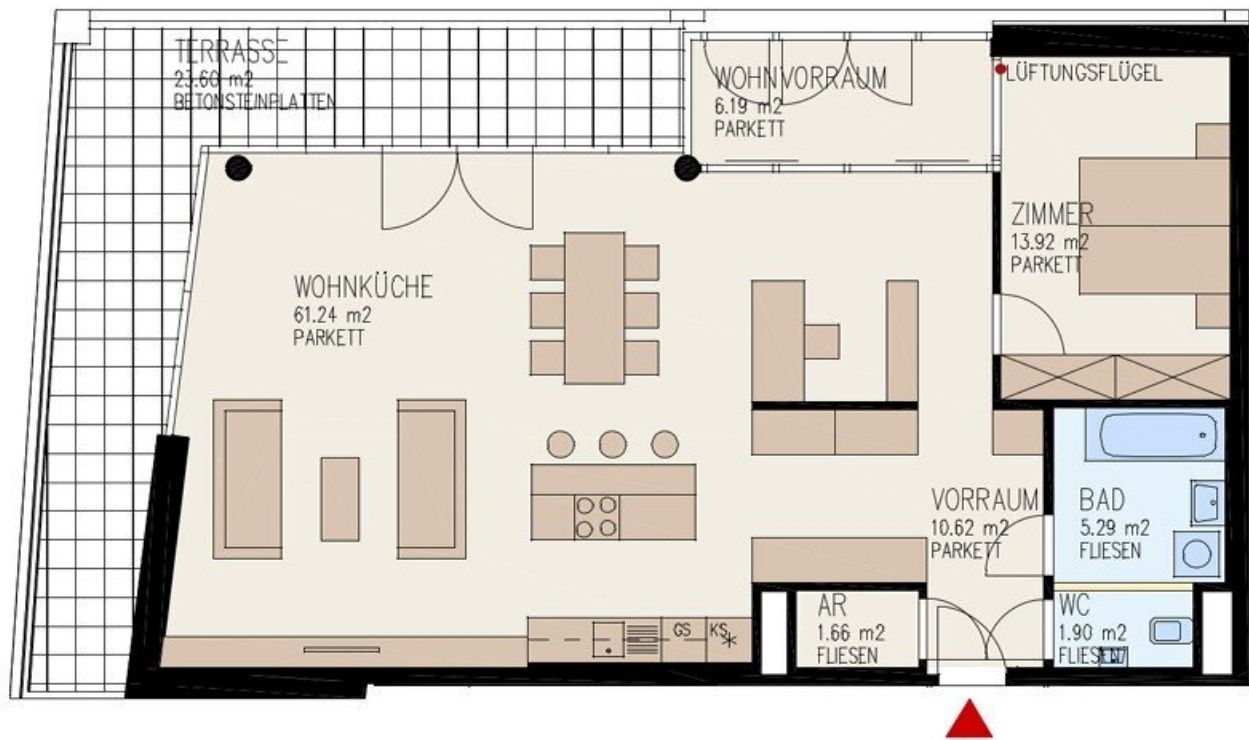 TERRASSE
23.60 m2
BETONSTEINPLATTEN
WOHNVORRAUM
6.19 m2
PARKETT
LÜFTUNGSFLÜGEL
ZIMMER
13.92 m2
PARKETT
WOHNKÜCHE
61.24 m2
PARKETT
VORRAUM
10.62 m2
PARKETT
BAD
5.29 m2
FLIESEN
AR
1.66 m2
FLIESEN
WC
1.90 m2
FLIESEN
GS KS